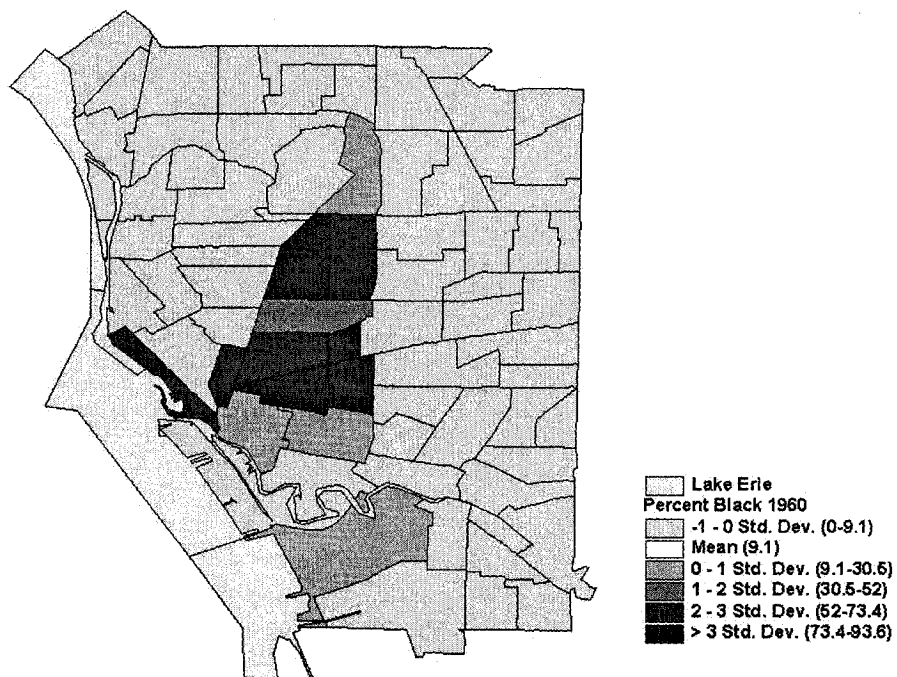 Lake Erie
Percent Black 1960
-1 - 0 Std. Dev. (0-9.1)
Mean (9.1)
0 - 1 Std. Dev. (9.1-30.5)
1 - 2 Std. Dev. (30.5-52)
2 - 3 Std. Dev. (52-73.4)
> 3 Std. Dev. (73.4-93.6)